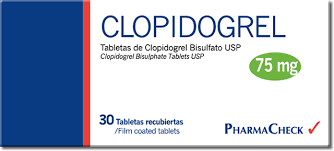 CLOPIDOGREL
Tabletas de Clopidogrel Bisulfato USP
Clopidogrel Bisulphate Tablets USP
75 mg
30 Tabletas recubiertas
/Film coated tablets
PHARMACHECK